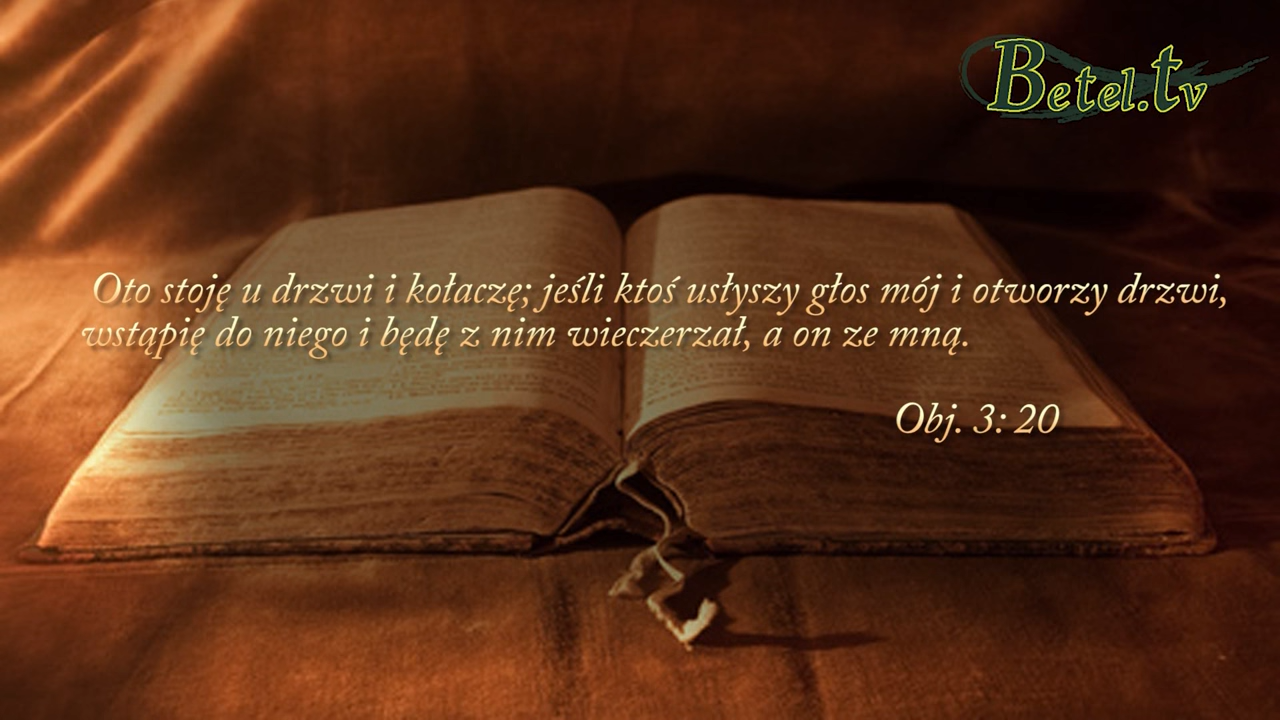 Betel.tv
Oto stoję u drzwi i kołaczę; jeśli ktoś usłyszy głos mój i otworzy drzwi,
wstąpię do niego i będę z nim wieczerzał, a on ze mną.
Obj. 3: 20